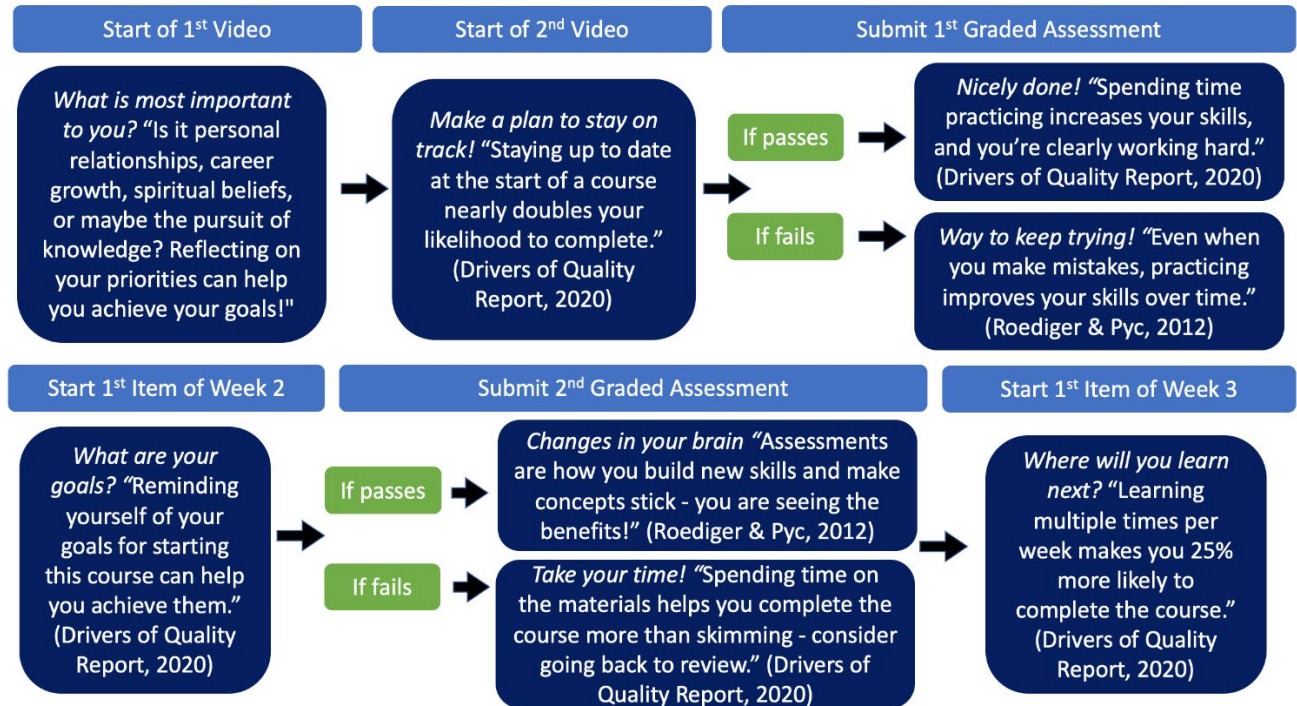 Start of 1st Video
What is most important
to you? “Is it personal
relationships, career
growth, spiritual beliefs,
or maybe the pursuit of
knowledge? Reflecting on
your priorities can help
you achieve your goals!"
Start of 2nd Video
Make a plan to stay on
track! “Staying up to date
at the start of a course
nearly doubles your
likelihood to complete.”
(Drivers of Quality
Report, 2020)
Submit 1st Graded Assessment
If passes
Nicely done! “Spending time
practicing increases your skills,
and you’re clearly working hard.”
(Drivers of Quality Report, 2020)
If fails
Way to keep trying! “Even when
you make mistakes, practicing
improves your skills over time.”
(Roediger & Pyc, 2012)
Start 1st Item of Week 2
What are your
goals? “Reminding
yourself of your
goals for starting
this course can help
you achieve them.”
(Drivers of Quality
Report, 2020)
Submit 2nd Graded Assessment
If passes
Changes in your brain “Assessments
are how you build new skills and make
concepts stick - you are seeing the
benefits!” (Roediger & Pyc, 2012)
If fails
Take your time! “Spending time on
the materials helps you complete the
course more than skimming - consider
going back to review.” (Drivers of
Quality Report, 2020)
Start 1st Item of Week 3
Where will you learn
next? “Learning
multiple times per
week makes you 25%
more likely to
complete the course.”
(Drivers of Quality
Report, 2020)